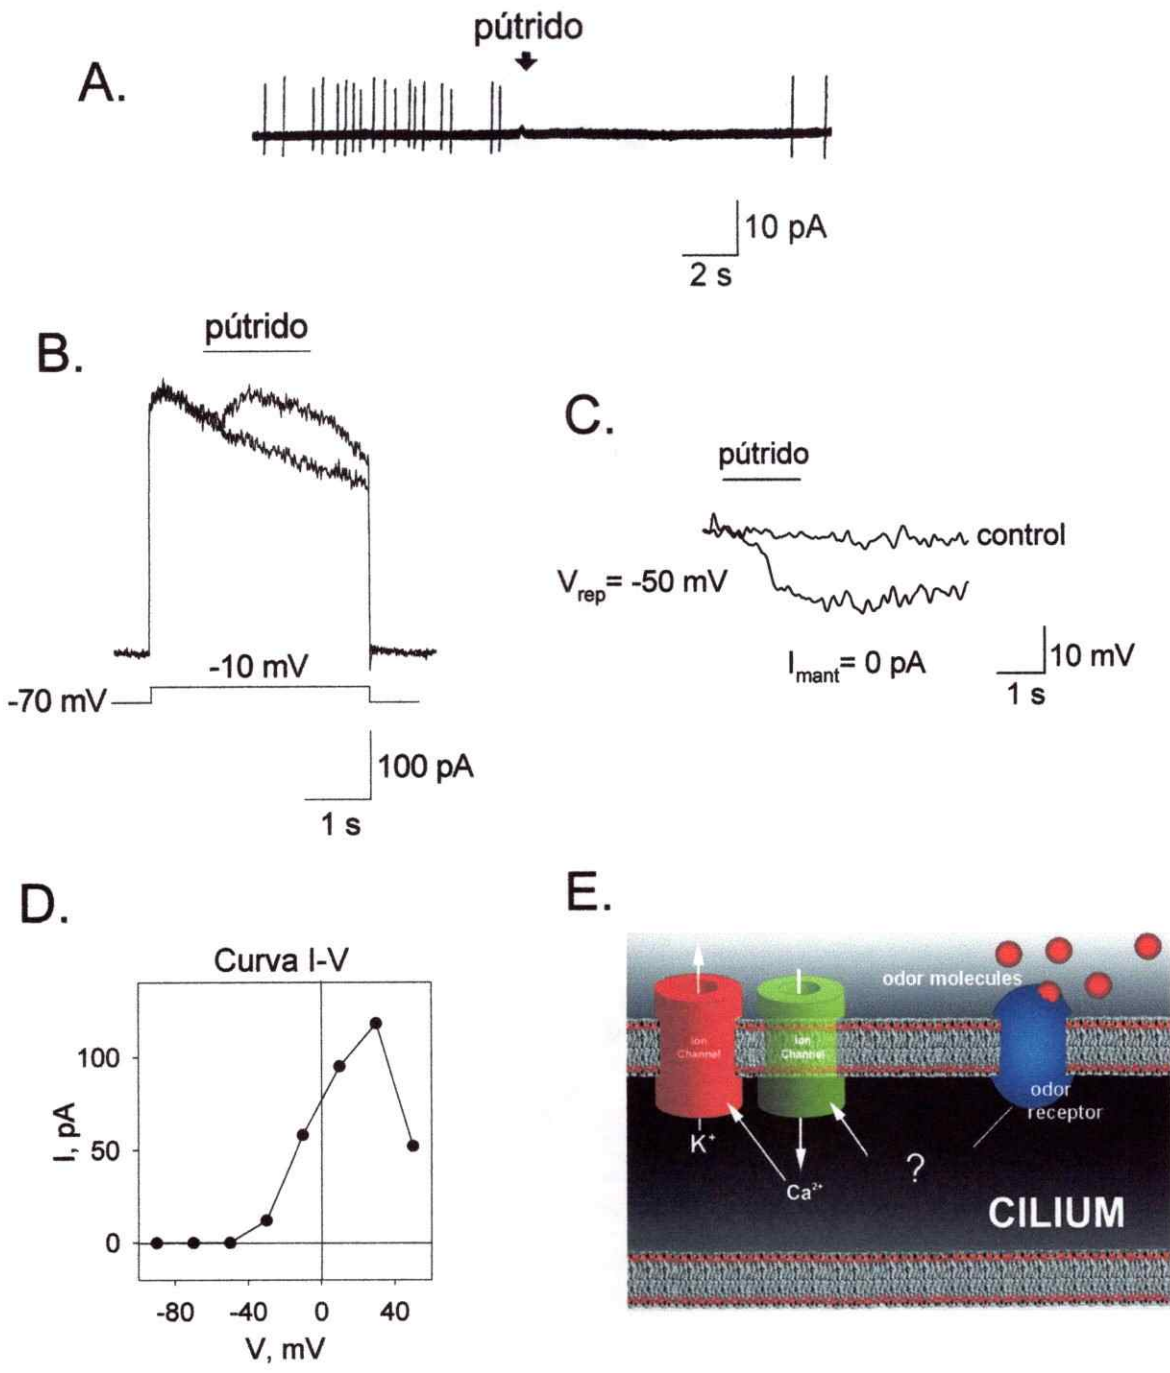 A.
pútrido
10 pA
2 s
B.
pútrido
-10 mV
-70 mV
100 pA
1 s
C.
pútrido
control
Vrep= -50 mV
Imant= 0 pA
10 mV
1 s
D.
Curva I-V
100
50
0
I, pA
-80 -40 0 40
V, mV
E.
odor molecules
Ion
Channel
Ion
Channel
odor
receptor
K+
Ca2+
?
CILIUM